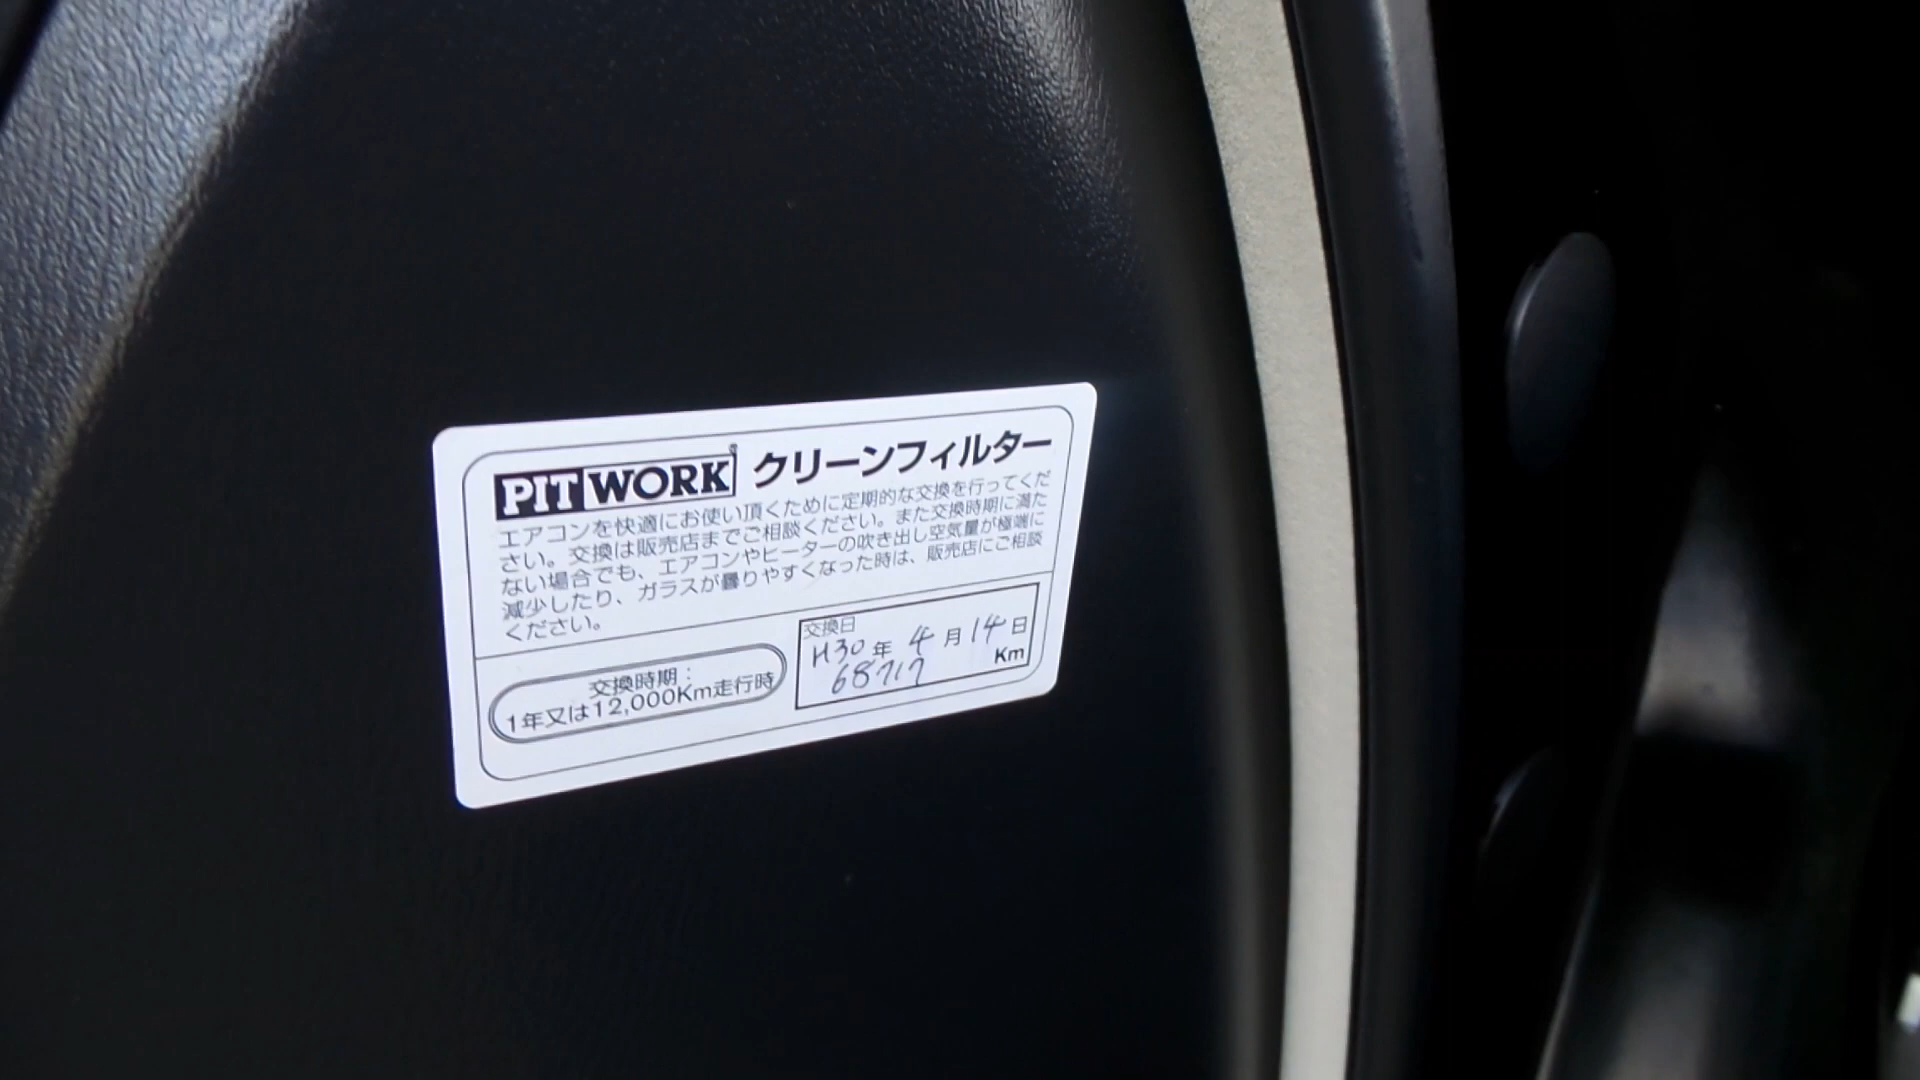 PITWORK® クリーンフィルター
エアコンを快適にお使い頂くために定期的な交換を行ってくだ
さい。交換は販売店までご相談ください。また交換時期に満た
ない場合でも、エアコンやヒーターの吹き出し空気量が極端に
減少したり、ガラスが曇りやすくなった時は、販売店にご相談
ください。
交換時期：
1年又は12,000Km走行時
交換日
H30年 4月14日
68717 Km